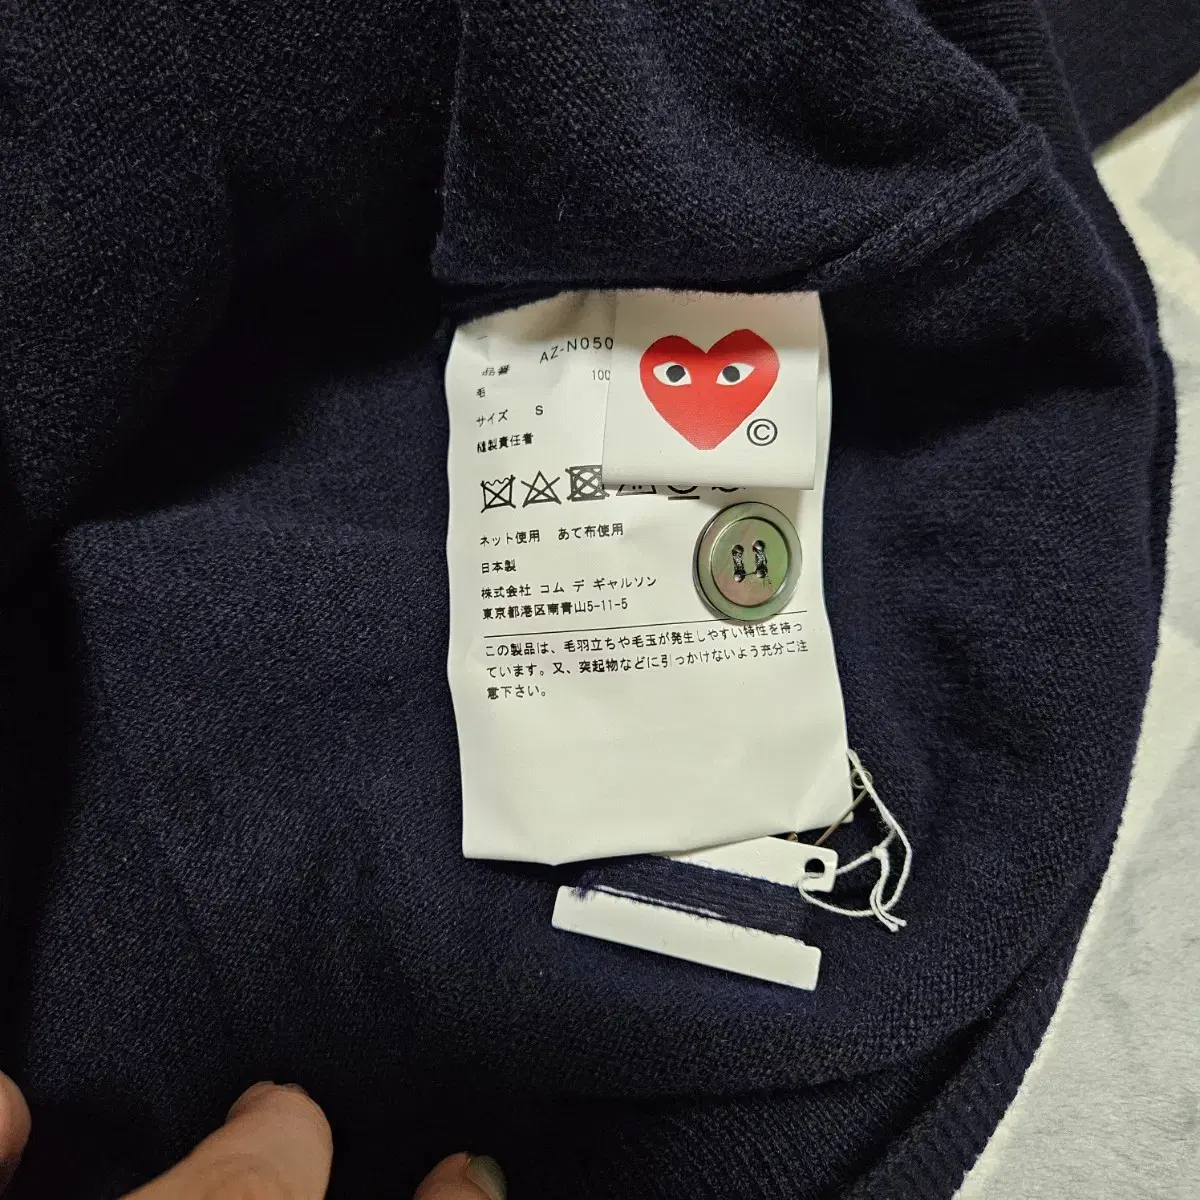 品番 AZ-N050
毛 100
サイズ S
縫製責任者
©
ネット使用 あて布使用
日本製
株式会社 コム デ ギャルソン
東京都港区南青山5-11-5
この製品は、毛羽立ちや毛玉が発生しやすい特性を持っ
ています。又、突起物などに引っかけないよう充分ご注
意下さい。